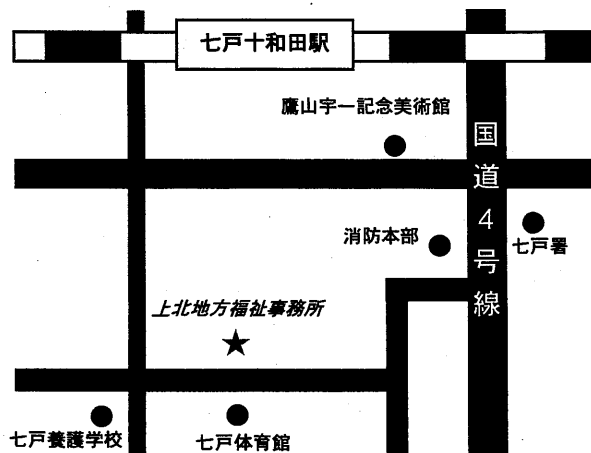 七戸十和田駅
鷹山宇一記念美術館
国道4号線
消防本部
七戸署
上北地方福祉事務所
七戸養護学校
七戸体育館